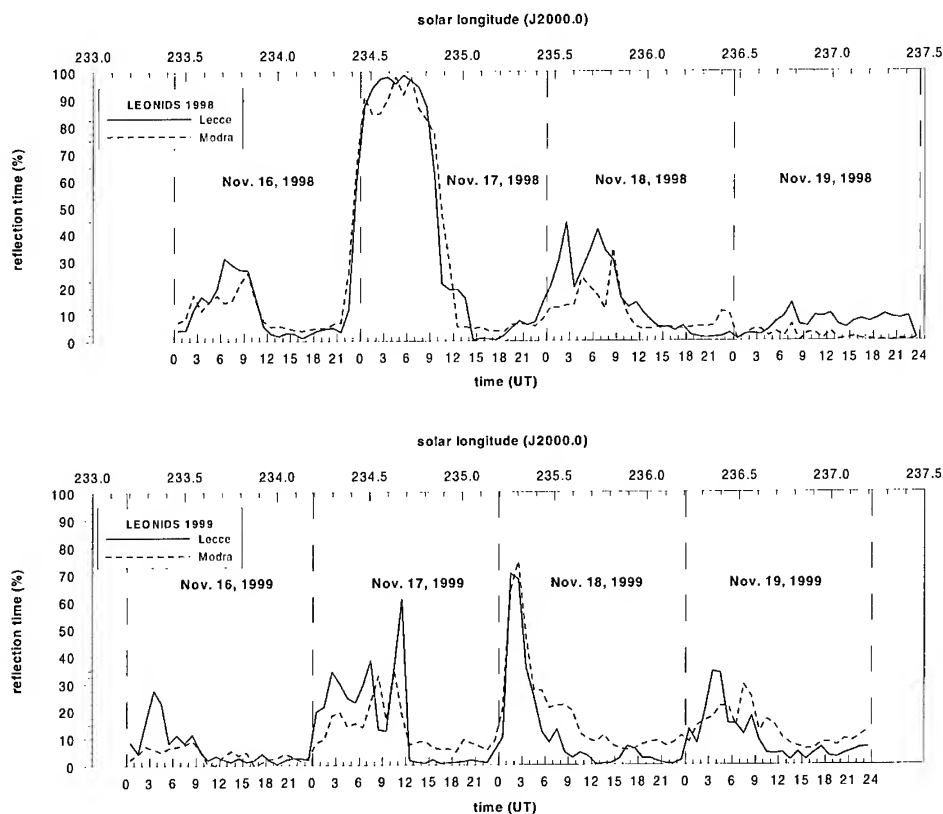 solar longitude (J2000.0)
233.0 233.5 234.0 234.5 235.0 235.5 236.0 236.5 237.0 237.5
100
90
80
70
60
50
40
30
20
10
0
reflection time (%)
LEONIDS 1998
Lecce
Modra
Nov. 16, 1998 Nov. 17, 1998 Nov. 18, 1998 Nov. 19, 1998
0 3 6 9 12 15 18 21 0 3 6 9 12 15 18 21 0 3 6 9 12 15 18 21 0 3 6 9 12 15 18 21 24
time (UT)
solar longitude (J2000.0)
233.0 233.5 234.0 234.5 235.0 235.5 236.0 236.5 237.0 237.5
100
90
80
70
60
50
40
30
20
10
0
reflection time (%)
LEONIDS 1999
Lecce
Modra
Nov. 16, 1999 Nov. 17, 1999 Nov. 18, 1999 Nov. 19, 1999
0 3 6 9 12 15 18 21 0 3 6 9 12 15 18 21 0 3 6 9 12 15 18 21 0 3 6 9 12 15 18 21 24
time (UT)